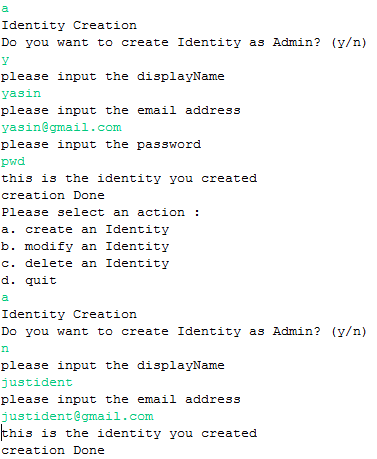 a
Identity Creation
Do you want to create Identity as Admin? (y/n)
y
please input the displayName
yasin
please input the email address
yasin@gmail.com
please input the password
pwd
this is the identity you created
creation Done
Please select an action :
a. create an Identity
b. modify an Identity
c. delete an Identity
d. quit
a
Identity Creation
Do you want to create Identity as Admin? (y/n)
n
please input the displayName
justident
please input the email address
justident@gmail.com
this is the identity you created
creation Done